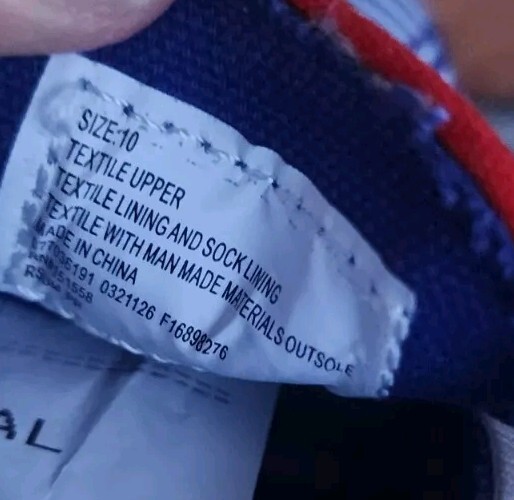 SIZE:10
TEXTILE UPPER
TEXTILE LINING AND SOCK LINING
TEXTILE WITH MAN MADE MATERIALS OUTSOLE
MADE IN CHINA
0321126 F16898276
AL